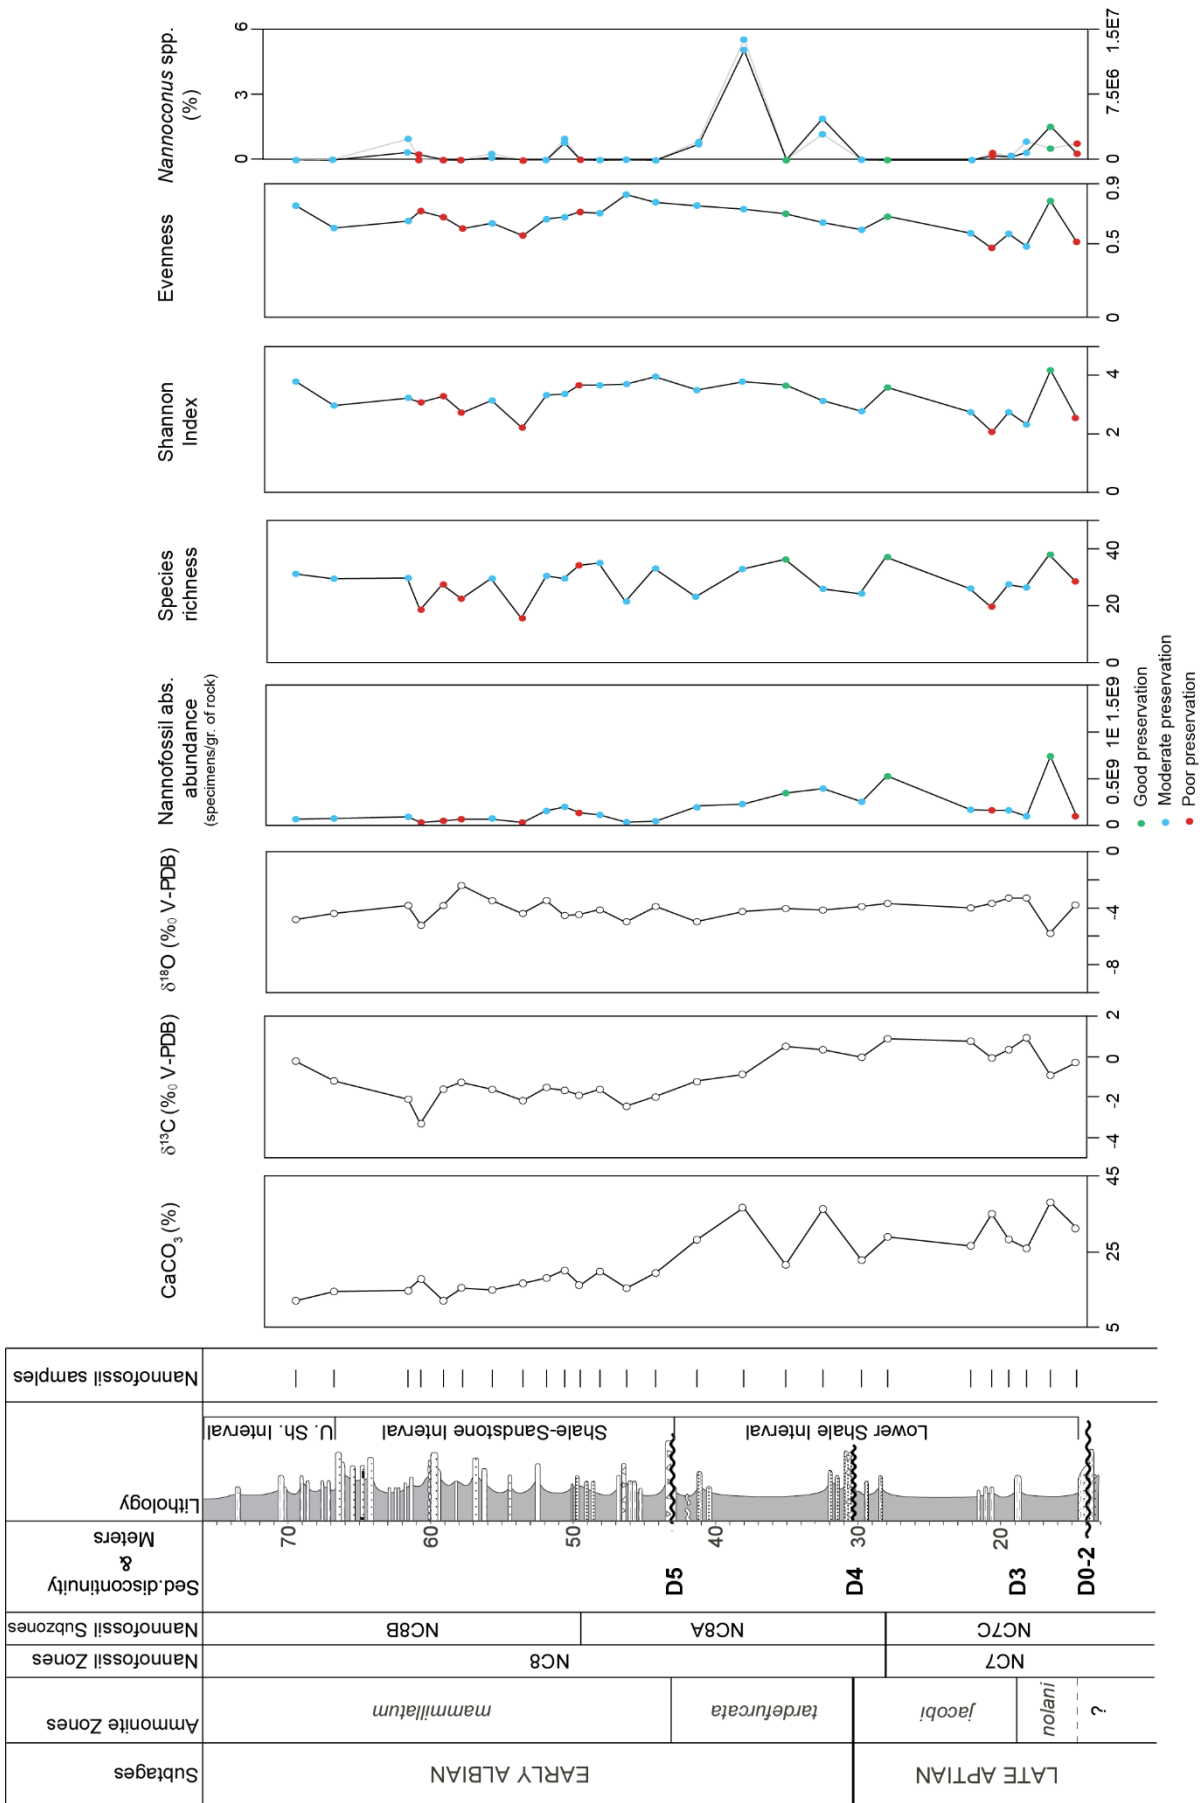 Subtages
EARLY ALBIAN
LATE APTIAN
Ammonite Zones
mammillatum
tardefurcata
jacobi
nolani
?
Nannofossil Zones
NC8
NC7
Nannofossil Subzones
NC8B
NC8A
NC7C
Sed.discontinuity
&
Meters
70
60
50
40
30
20
D5
D4
D3
D0-2
Lithology
U. Sh. Interval
Shale-Sandstone Interval
Lower Shale Interval
Nannofossil samples
CaCO3 (%)
5
25
45
δ13C (%0 V-PDB)
-4
-2
0
2
δ18O (%0 V-PDB)
-8
-4
0
Nannofossil abs.
abundance
(specimens/gr. of rock)
0
0.5E9
1E 9
1.5E9
Species
richness
0
20
40
Shannon
Index
0
2
4
Evenness
0
0.5
0.9
Nannoconus spp.
(%)
0
3
6
0
7.5E6
1.5E7
Good preservation
Moderate preservation
Poor preservation